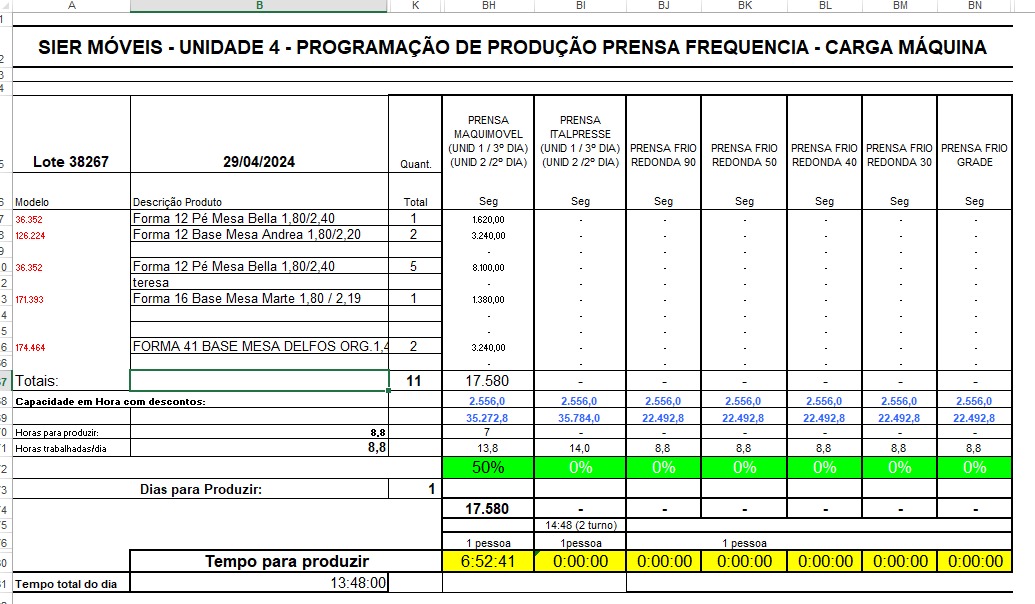 A B K BH BI BJ BK BL BM BN
SIER MÓVEIS - UNIDADE 4 - PROGRAMAÇÃO DE PRODUÇÃO PRENSA FREQUENCIA - CARGA MÁQUINA
Lote 38267 29/04/2024 Quant. PRENSA MAQUIMOVEL (UNID 1 / 3º DIA) (UNID 2 /2º DIA) PRENSA ITALPRESSE (UNID 1 / 3º DIA) (UNID 2 /2º DIA) PRENSA FRIO REDONDA 90 PRENSA FRIO REDONDA 50 PRENSA FRIO REDONDA 40 PRENSA FRIO REDONDA 30 PRENSA FRIO GRADE
Modelo Descrição Produto Total Seg Seg Seg Seg Seg Seg Seg
36.352 Forma 12 Pé Mesa Bella 1,80/2,40 1 1.620,00 - - - - - -
126.224 Forma 12 Base Mesa Andrea 1,80/2,20 2 3.240,00 - - - - - -
- - - - - - -
36.352 Forma 12 Pé Mesa Bella 1,80/2,40 5 8.100,00 - - - - - -
teresa - - - - - - -
171.393 Forma 16 Base Mesa Marte 1,80 / 2,19 1 1.380,00 - - - - - -
- - - - - - -
- - - - - - -
174.464 FORMA 41 BASE MESA DELFOS ORG.1,4 2 3.240,00 - - - - - -
- - - - - - -
Totais: 11 17.580 - - - - - -
Capacidade em Hora com descontos: 2.556,0 2.556,0 2.556,0 2.556,0 2.556,0 2.556,0 2.556,0
35.272,8 35.784,0 22.492,8 22.492,8 22.492,8 22.492,8 22.492,8
Horas para produzir: 8,8 7 - - - - - -
Horas trabalhadas/dia 8,8 13,8 14,0 8,8 8,8 8,8 8,8 8,8
50% 0% 0% 0% 0% 0% 0%
Dias para Produzir: 1
17.580 - - - - - -
14:48 (2 turno)
1 pessoa 1pessoa 1 pessoa
Tempo para produzir 6:52:41 0:00:00 0:00:00 0:00:00 0:00:00 0:00:00 0:00:00
Tempo total do dia 13:48:00